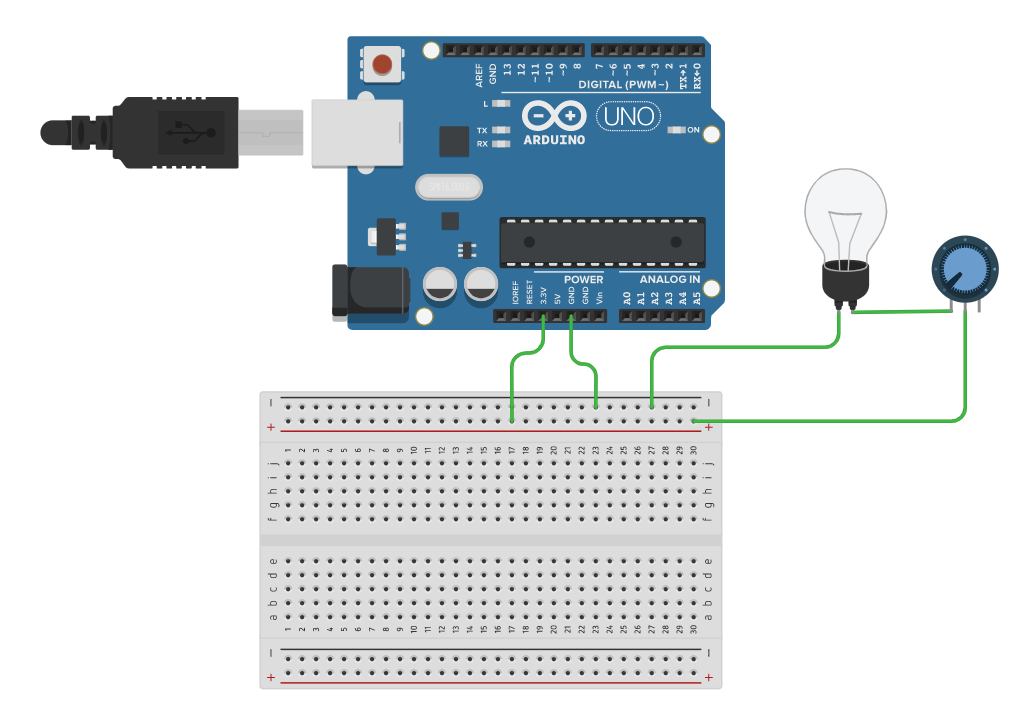 AREF
GND
13
12
~11
~10
~9
8
7
~6
~5
4
~3
2
TX→1
RX←0
DIGITAL (PWM~)
L
TX
RX
ARDUINO
UNO
ON
POWER
ANALOG IN
IOREF
RESET
3.3V
5V
GND
GND
Vin
A0
A1
A2
A3
A4
A5
− −
+ +
1 2 3 4 5 6 7 8 9 10 11 12 13 14 15 16 17 18 19 20 21 22 23 24 25 26 27 28 29 30
j j
i i
h h
g g
f f
e e
d d
c c
b b
a a
1 2 3 4 5 6 7 8 9 10 11 12 13 14 15 16 17 18 19 20 21 22 23 24 25 26 27 28 29 30
− −
+ +